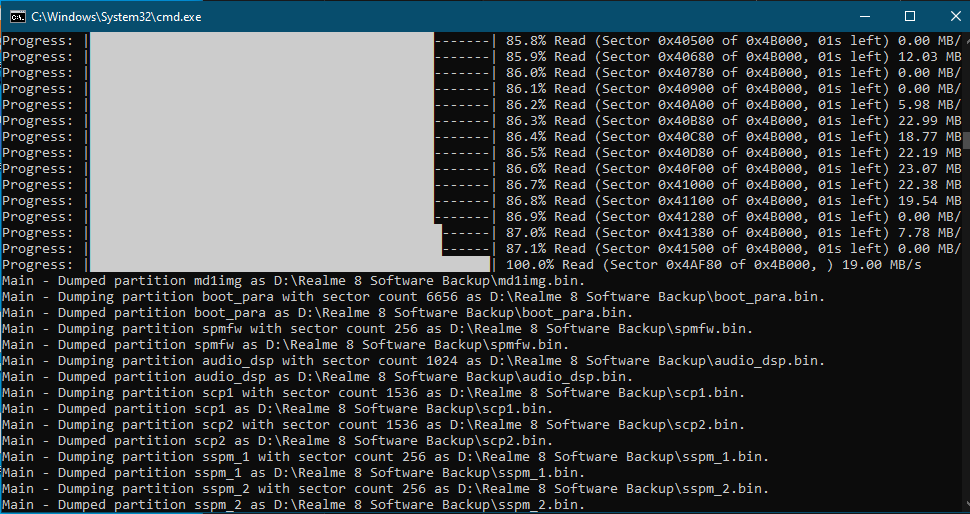 C:\Windows\System32\cmd.exe
Progress: |-------| 85.8% Read (Sector 0x40500 of 0x4B000, 01s left) 0.00 MB/
Progress: |-------| 85.9% Read (Sector 0x40680 of 0x4B000, 01s left) 12.03 MB
Progress: |-------| 86.0% Read (Sector 0x40780 of 0x4B000, 01s left) 0.00 MB/
Progress: |-------| 86.1% Read (Sector 0x40900 of 0x4B000, 01s left) 0.00 MB/
Progress: |-------| 86.2% Read (Sector 0x40A00 of 0x4B000, 01s left) 5.98 MB/
Progress: |-------| 86.3% Read (Sector 0x40B80 of 0x4B000, 01s left) 22.99 MB
Progress: |-------| 86.4% Read (Sector 0x40C80 of 0x4B000, 01s left) 18.77 MB
Progress: |-------| 86.5% Read (Sector 0x40D80 of 0x4B000, 01s left) 22.19 MB
Progress: |-------| 86.6% Read (Sector 0x40F00 of 0x4B000, 01s left) 23.07 MB
Progress: |-------| 86.7% Read (Sector 0x41000 of 0x4B000, 01s left) 22.38 MB
Progress: |-------| 86.8% Read (Sector 0x41100 of 0x4B000, 01s left) 19.54 MB
Progress: |-------| 86.9% Read (Sector 0x41280 of 0x4B000, 01s left) 0.00 MB/
Progress: |------| 87.0% Read (Sector 0x41380 of 0x4B000, 01s left) 7.78 MB/
Progress: |------| 87.1% Read (Sector 0x41500 of 0x4B000, 01s left) 0.00 MB/
Progress: || 100.0% Read (Sector 0x4AF80 of 0x4B000, ) 19.00 MB/s
Main - Dumped partition md1img as D:\Realme 8 Software Backup\md1img.bin.
Main - Dumping partition boot_para with sector count 6656 as D:\Realme 8 Software Backup\boot_para.bin.
Main - Dumped partition boot_para as D:\Realme 8 Software Backup\boot_para.bin.
Main - Dumping partition spmfw with sector count 256 as D:\Realme 8 Software Backup\spmfw.bin.
Main - Dumped partition spmfw as D:\Realme 8 Software Backup\spmfw.bin.
Main - Dumping partition audio_dsp with sector count 1024 as D:\Realme 8 Software Backup\audio_dsp.bin.
Main - Dumped partition audio_dsp as D:\Realme 8 Software Backup\audio_dsp.bin.
Main - Dumping partition scp1 with sector count 1536 as D:\Realme 8 Software Backup\scp1.bin.
Main - Dumped partition scp1 as D:\Realme 8 Software Backup\scp1.bin.
Main - Dumping partition scp2 with sector count 1536 as D:\Realme 8 Software Backup\scp2.bin.
Main - Dumped partition scp2 as D:\Realme 8 Software Backup\scp2.bin.
Main - Dumping partition sspm_1 with sector count 256 as D:\Realme 8 Software Backup\sspm_1.bin.
Main - Dumped partition sspm_1 as D:\Realme 8 Software Backup\sspm_1.bin.
Main - Dumping partition sspm_2 with sector count 256 as D:\Realme 8 Software Backup\sspm_2.bin.
Main - Dumped partition sspm_2 as D:\Realme 8 Software Backup\sspm_2.bin.